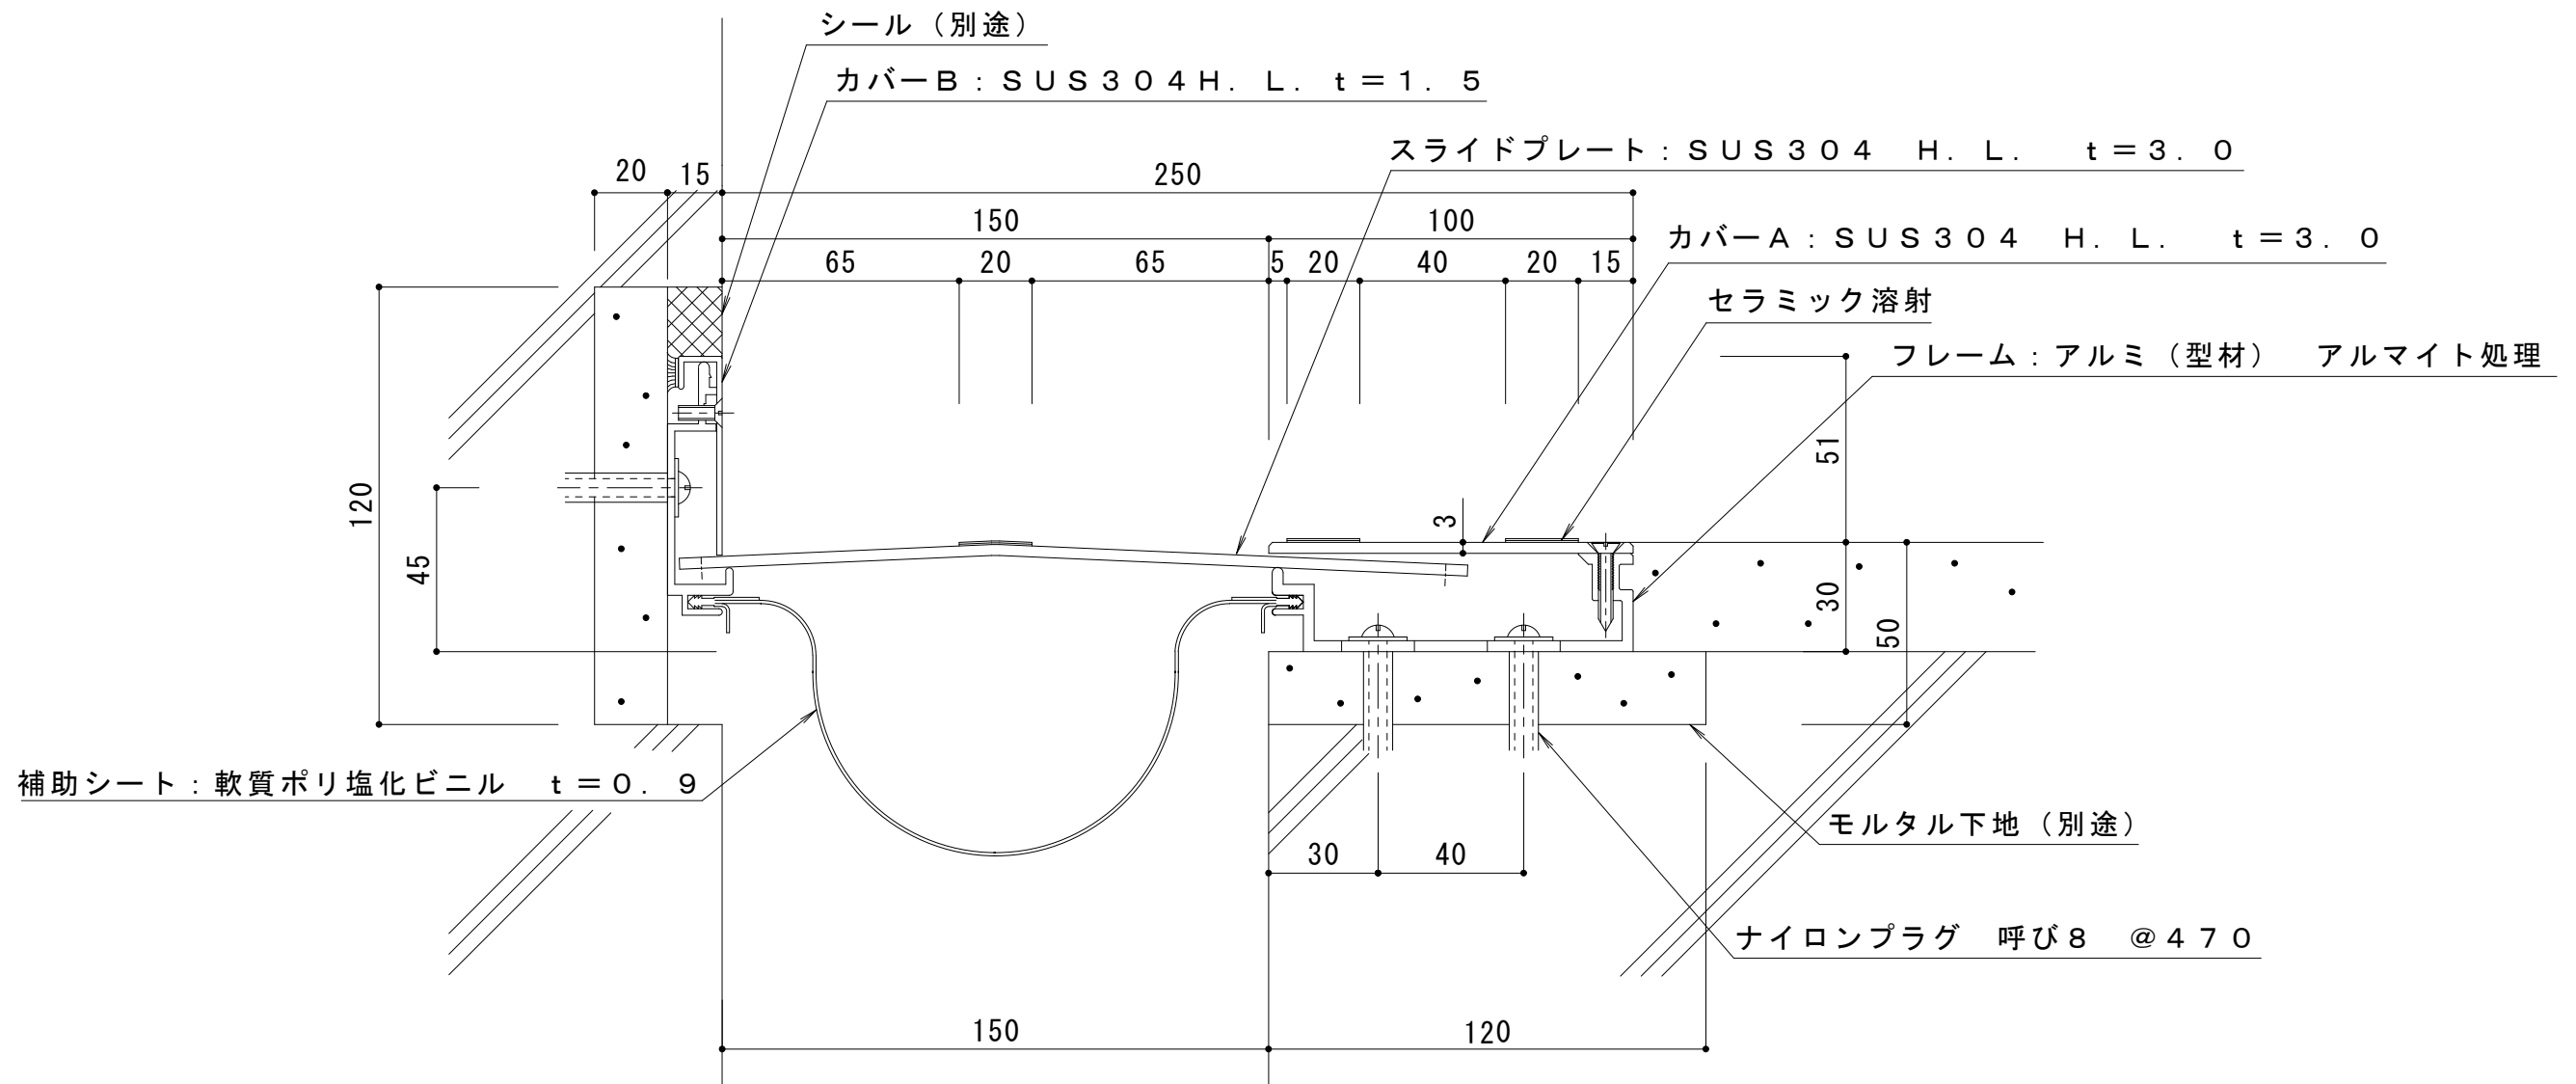 シール（別途）
カバーＢ：ＳＵＳ３０４Ｈ．Ｌ．ｔ＝１．５
スライドプレート：ＳＵＳ３０４　Ｈ．Ｌ．　ｔ＝３．０
20 15 250
150 100
カバーＡ：ＳＵＳ３０４　Ｈ．Ｌ．　ｔ＝３．０
65 20 65 5 20 40 20 15
セラミック溶射
フレーム：アルミ（型材）　アルマイト処理
51
120
3
45
30
50
補助シート：軟質ポリ塩化ビニル　ｔ＝０．９
モルタル下地（別途）
30 40
ナイロンプラグ　呼び８　＠４７０
150 120